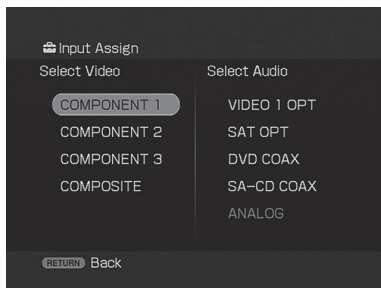 Input Assign
Select Video
COMPONENT 1
COMPONENT 2
COMPONENT 3
COMPOSITE
Select Audio
VIDEO 1 OPT
SAT OPT
DVD COAX
SA-CD COAX
ANALOG
RETURN Back